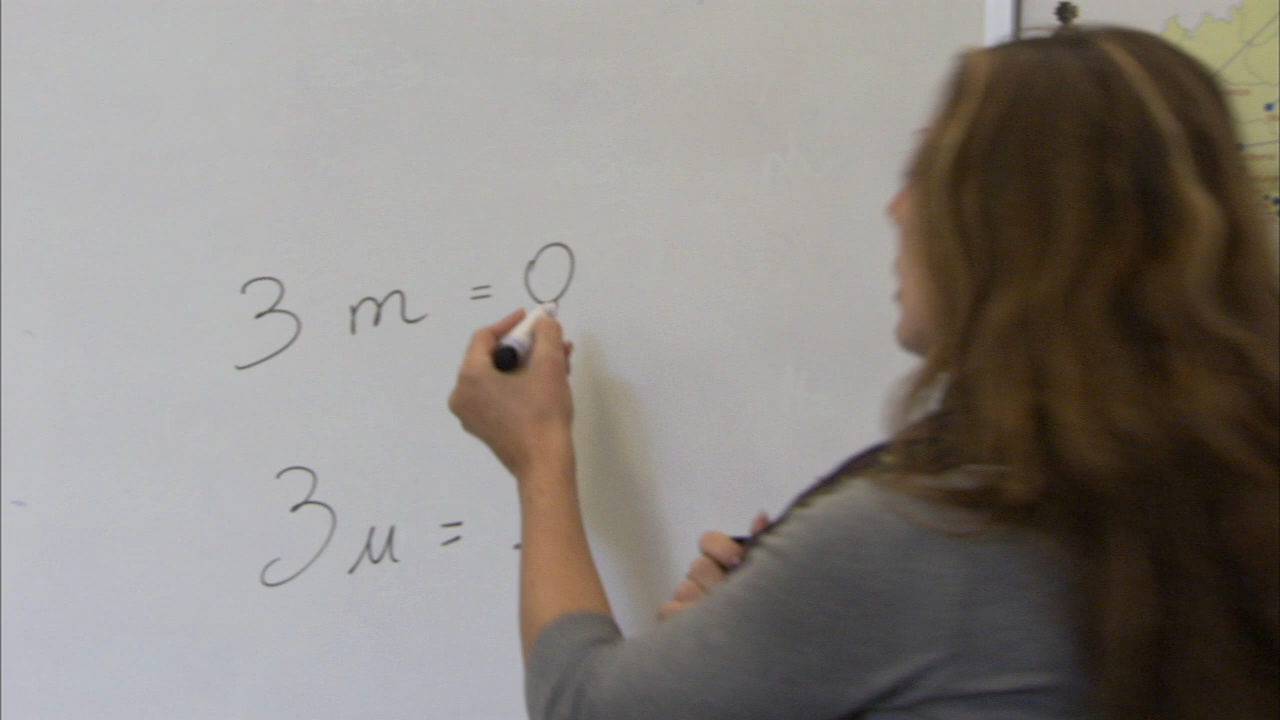 3 m = 0
3 и =